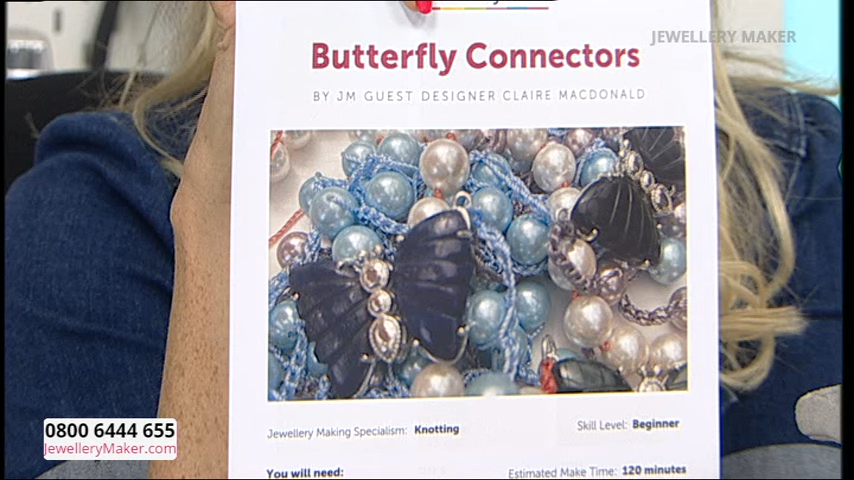 JEWELLERY MAKER
Butterfly Connectors
BY JM GUEST DESIGNER CLAIRE MACDONALD
Jewellery Making Specialism: Knotting
Skill Level: Beginner
You will need:
Estimated Make Time: 120 minutes
0800 6444 655
JewelleryMaker.com